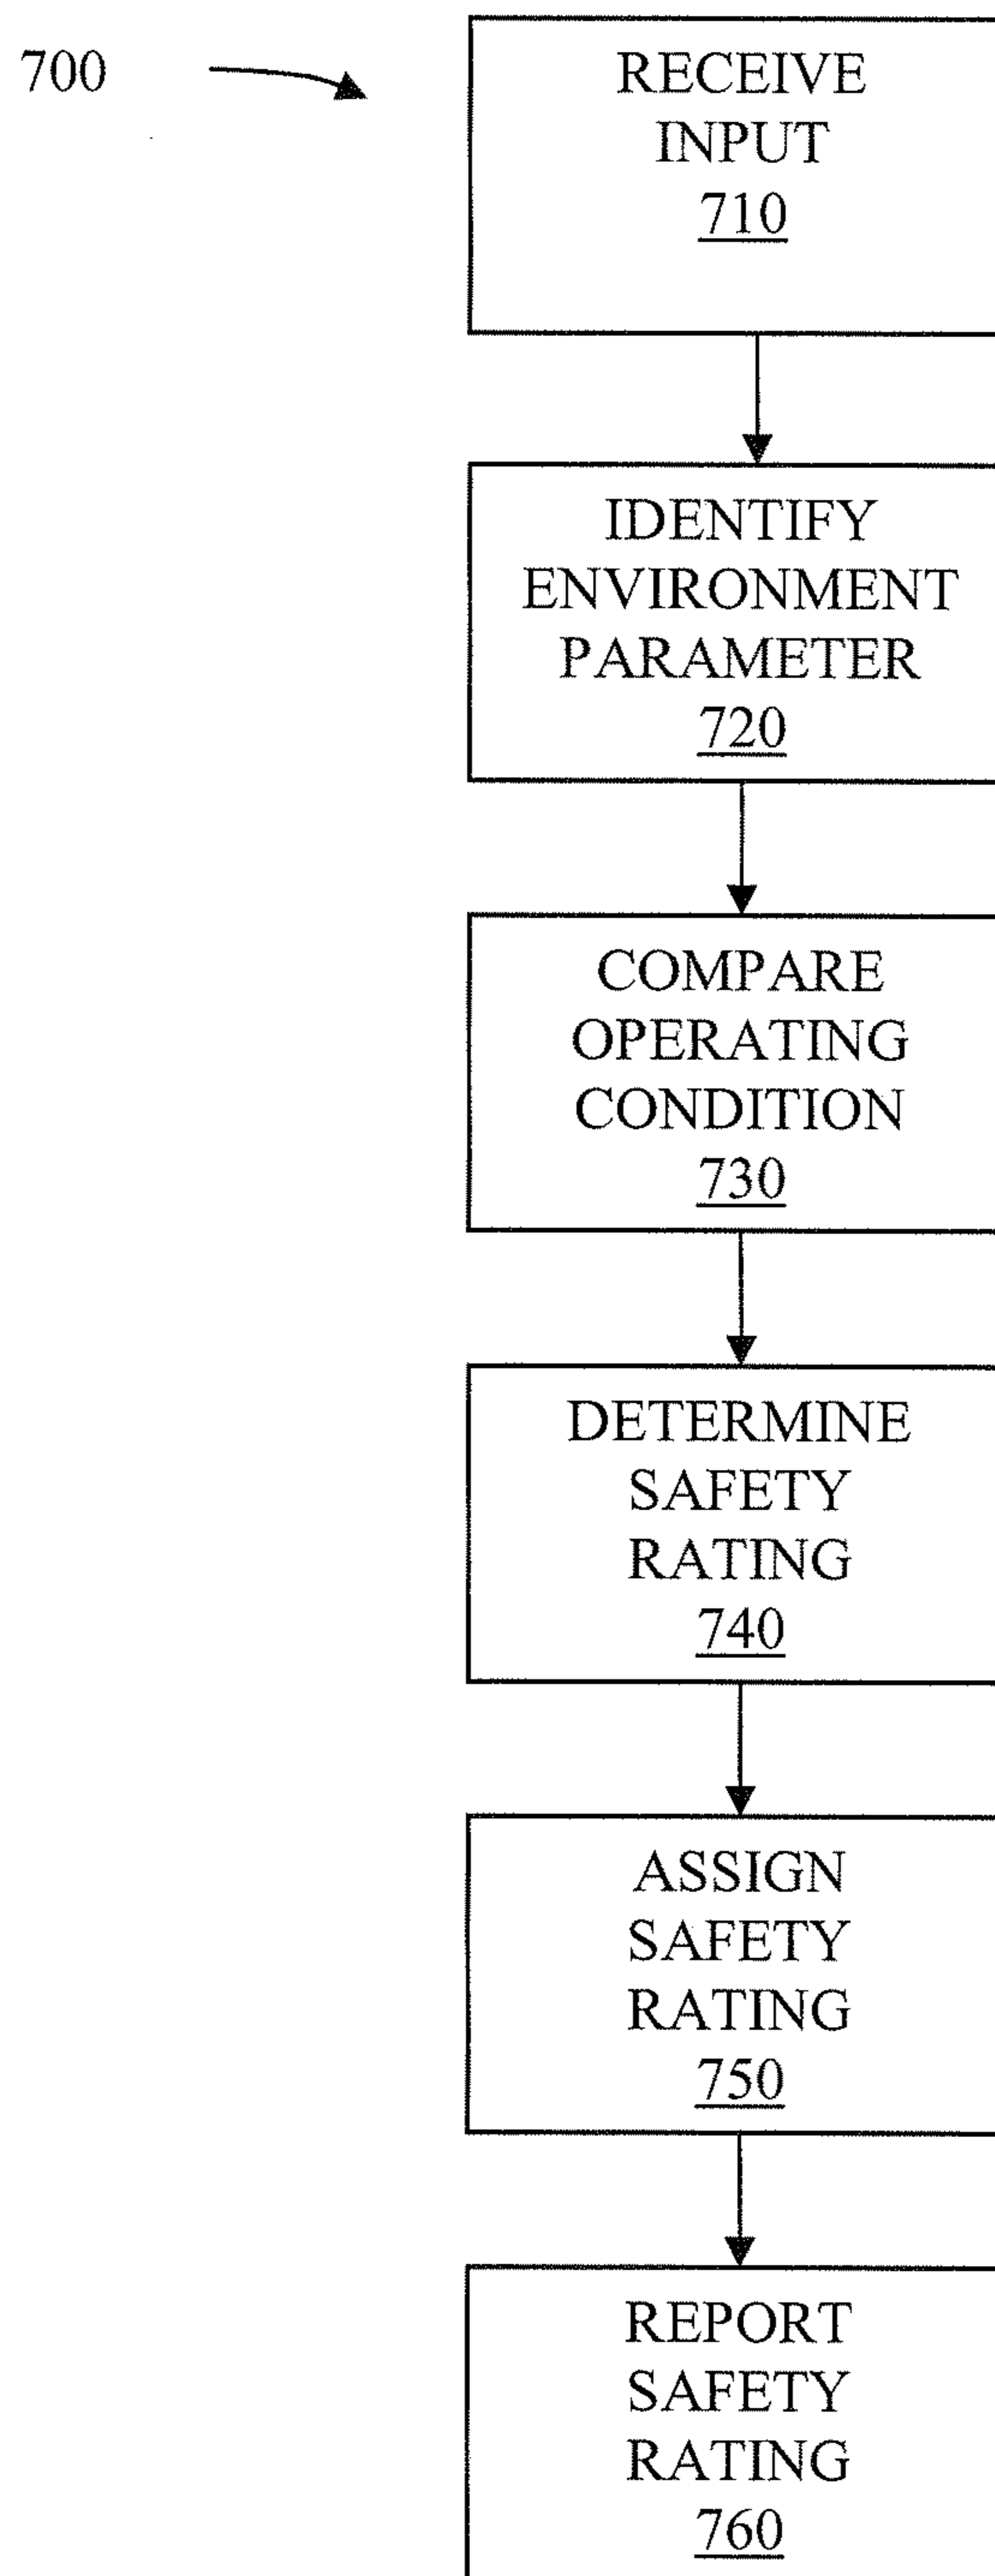 700
RECEIVE
INPUT
710
IDENTIFY
ENVIRONMENT
PARAMETER
720
COMPARE
OPERATING
CONDITION
730
DETERMINE
SAFETY
RATING
740
ASSIGN
SAFETY
RATING
750
REPORT
SAFETY
RATING
760